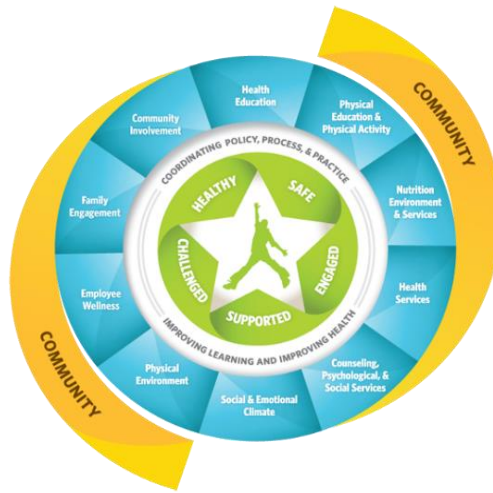 COMMUNITY
Health
Education
Physical
Education &
Physical Activity
Nutrition
Environment
& Services
Health
Services
Counseling,
Psychological, &
Social Services
Social & Emotional
Climate
Physical
Environment
Employee
Wellness
Family
Engagement
Community
Involvement
COORDINATING POLICY, PROCESS, & PRACTICE
IMPROVING LEARNING AND IMPROVING HEALTH
HEALTHY
SAFE
ENGAGED
SUPPORTED
CHALLENGED
COMMUNITY